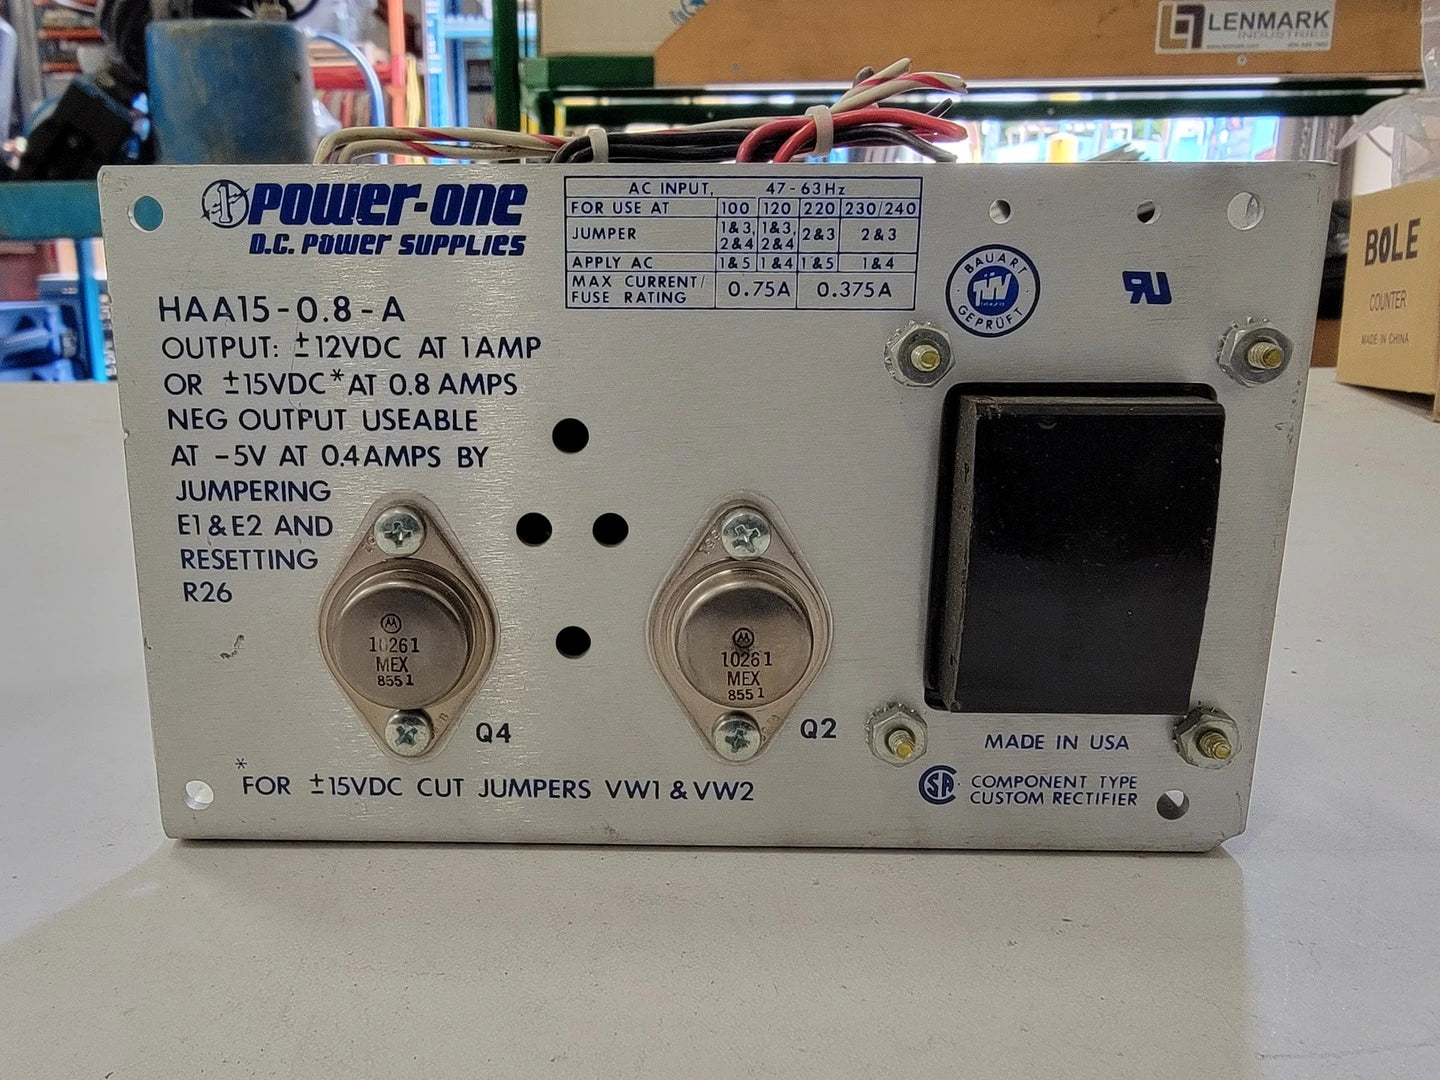 LENMARK
INDUSTRIES
POWER-ONE
D.C. POWER SUPPLIES
AC INPUT, 47-63Hz
FOR USE AT 100 120 220 230/240
JUMPER 1&3, 2&4 1&3, 2&4 2&3 2&3
APPLY AC 1&5 1&4 1&5 1&4
MAX CURRENT/ FUSE RATING 0.75A 0.375A
BAUART
TÜV
GEPRÜFT
RU
HAA15-0.8-A
OUTPUT: ±12VDC AT 1AMP
OR ±15VDC* AT 0.8 AMPS
NEG OUTPUT USEABLE
AT -5V AT 0.4AMPS BY
JUMPERING
E1&E2 AND
RESETTING
R26
10261
MEX
8551
Q4
10261
MEX
8551
Q2
*FOR ±15VDC CUT JUMPERS VW1 & VW2
MADE IN USA
SA COMPONENT TYPE
CUSTOM RECTIFIER
BOLE
COUNTER
MADE IN CHINA